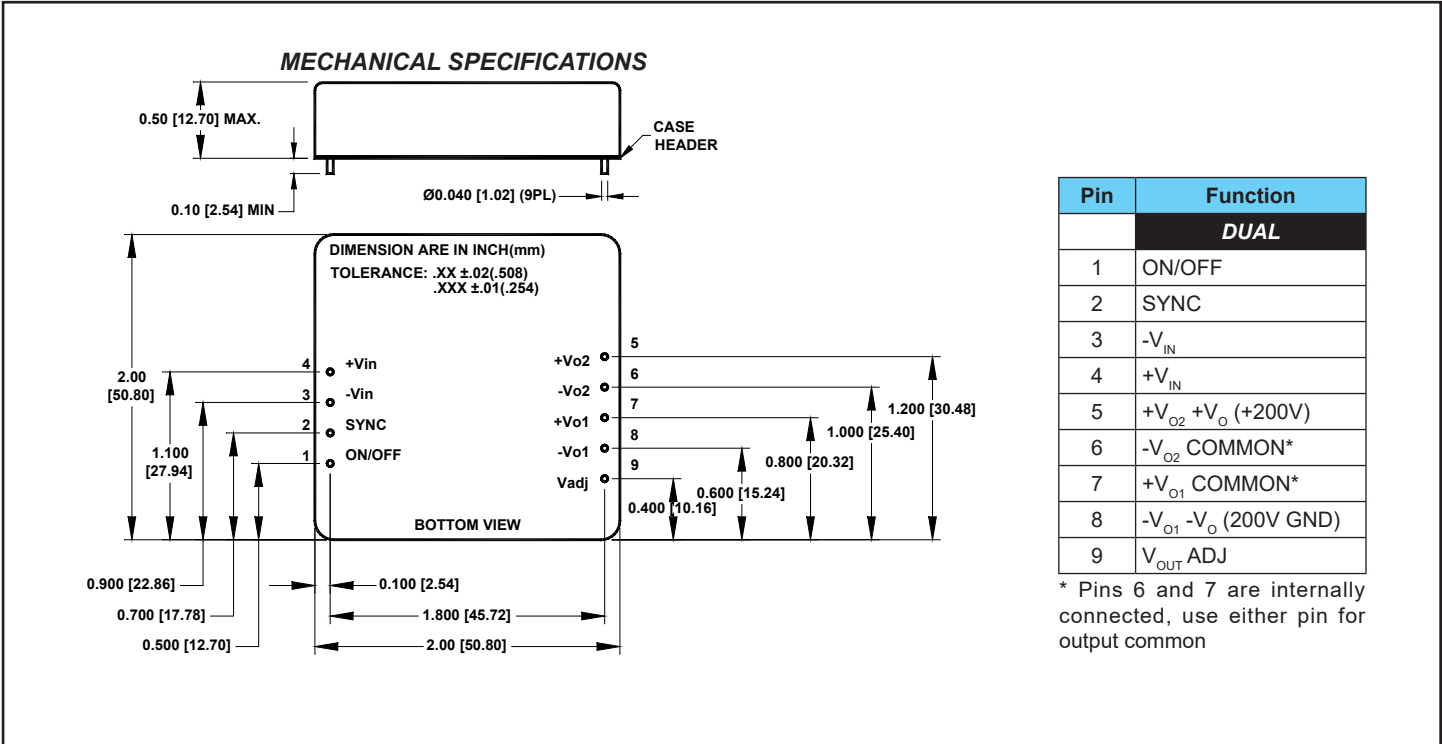 MECHANICAL SPECIFICATIONS
0.50 [12.70] MAX.
CASE
HEADER
Ø0.040 [1.02] (9PL)
0.10 [2.54] MIN
DIMENSION ARE IN INCH(mm)
TOLERANCE: .XX ±.02(.508)
.XXX ±.01(.254)
2.00
[50.80]
1.100
[27.94]
4 +Vin
3 -Vin
2 SYNC
1 ON/OFF
+Vo2 5
-Vo2 6
+Vo1 7
-Vo1 8
Vadj 9
1.200 [30.48]
1.000 [25.40]
0.800 [20.32]
0.600 [15.24]
0.400 [10.16]
BOTTOM VIEW
0.900 [22.86]
0.100 [2.54]
0.700 [17.78]
1.800 [45.72]
0.500 [12.70]
2.00 [50.80]
Pin Function
DUAL
1 ON/OFF
2 SYNC
3 -VIN
4 +VIN
5 +VO2 +VO (+200V)
6 -VO2 COMMON*
7 +VO1 COMMON*
8 -VO1 -VO (200V GND)
9 VOUT ADJ
* Pins 6 and 7 are internally
connected, use either pin for
output common